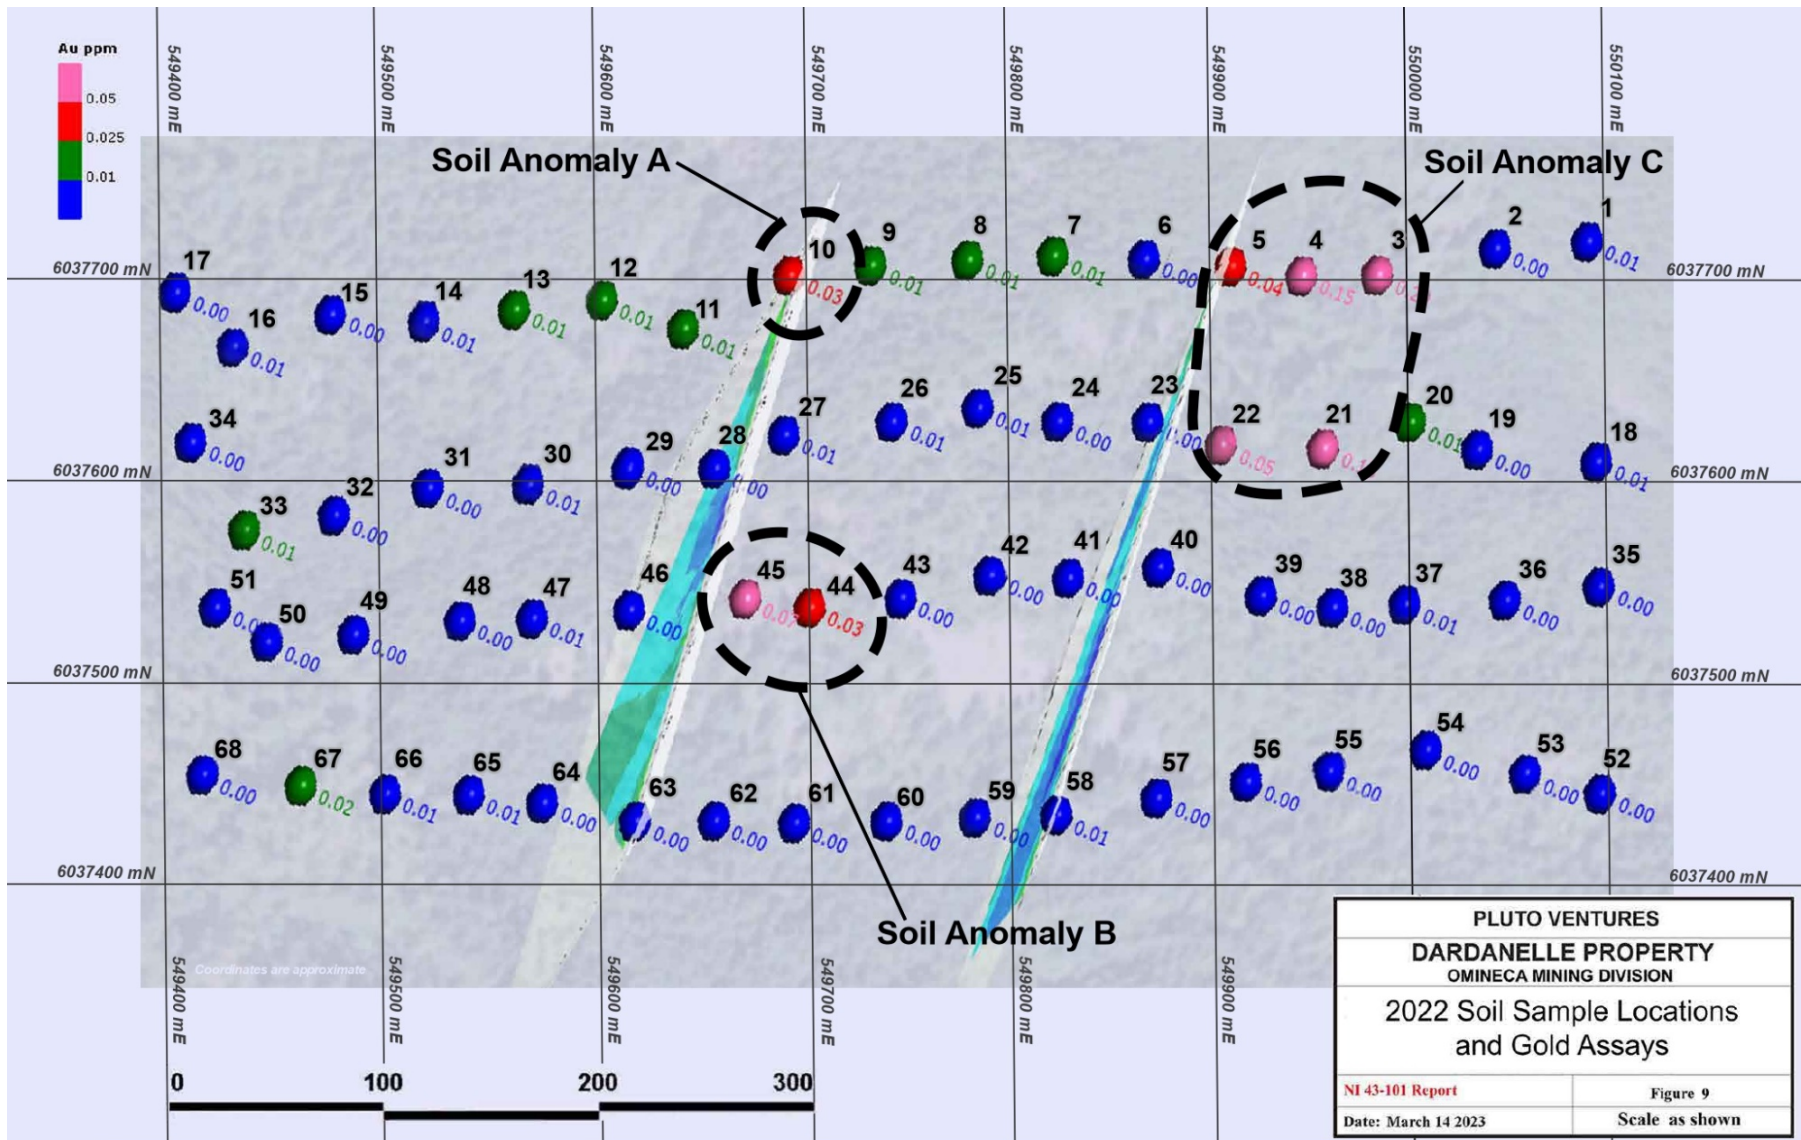 Au ppm
0.05
0.025
0.01
549400 mE
549500 mE
549600 mE
549700 mE
549800 mE
549900 mE
550000 mE
550100 mE
Soil Anomaly A
Soil Anomaly C
17 0.00
16 0.01
15 0.00
14 0.01
13 0.01
12 0.01
11 0.01
10 0.03
9 0.01
8 0.01
7 0.01
6 0.00
5 0.04
4 0.15
3
2 0.00
1 0.01
6037700 mN
6037700 mN
34 0.00
33 0.01
32 0.00
31 0.00
30 0.01
29 0.00
28 0.00
27 0.01
26 0.01
25 0.01
24 0.00
23 0.00
22 0.05
21
20 0.01
19 0.00
18 0.01
6037600 mN
6037600 mN
51
50 0.00
49 0.00
48 0.00
47 0.01
46 0.00
45 0.07
44 0.03
43 0.00
42 0.00
41 0.00
40 0.00
39 0.00
38 0.00
37 0.01
36 0.00
35 0.00
6037500 mN
6037500 mN
68 0.00
67 0.02
66 0.01
65 0.01
64 0.00
63 0.00
62 0.00
61 0.00
60 0.00
59 0.00
58 0.01
57 0.00
56 0.00
55 0.00
54 0.00
53 0.00
52 0.00
6037400 mN
6037400 mN
Soil Anomaly B
Coordinates are approximate
549400 mE
549500 mE
549600 mE
549700 mE
549800 mE
549900 mE
0 100 200 300
PLUTO VENTURES
DARDANELLE PROPERTY
OMINECA MINING DIVISION
2022 Soil Sample Locations
and Gold Assays
NI 43-101 Report
Figure 9
Date: March 14 2023
Scale as shown